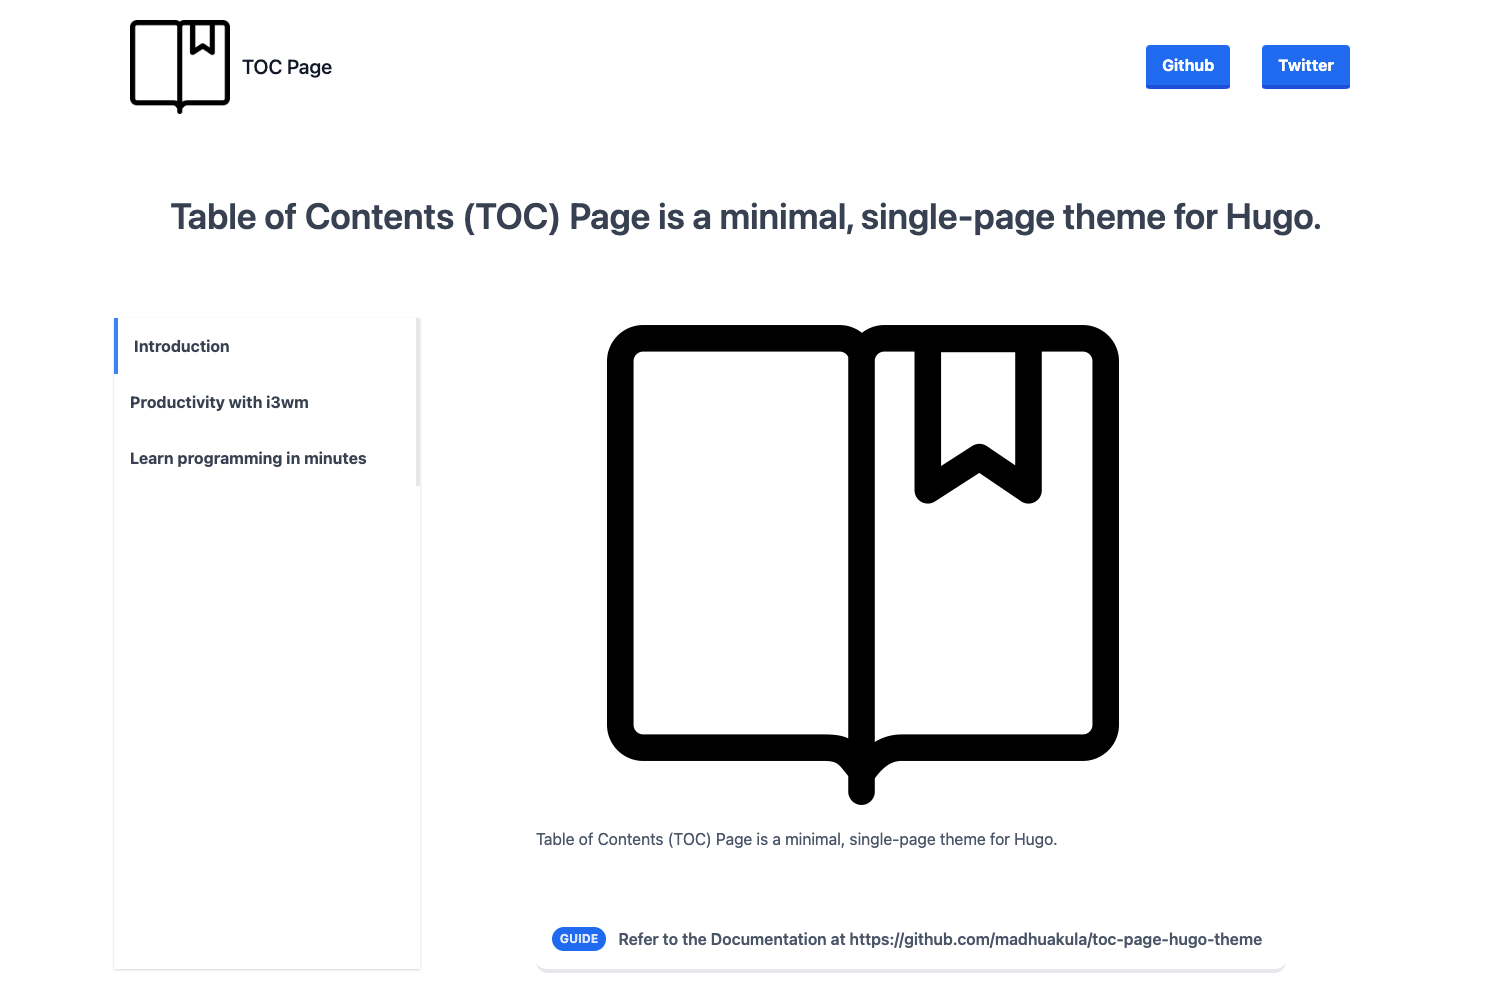 TOC Page
Github
Twitter
Table of Contents (TOC) Page is a minimal, single-page theme for Hugo.
Introduction
Productivity with i3wm
Learn programming in minutes
Table of Contents (TOC) Page is a minimal, single-page theme for Hugo.
GUIDE Refer to the Documentation at https://github.com/madhuakula/toc-page-hugo-theme